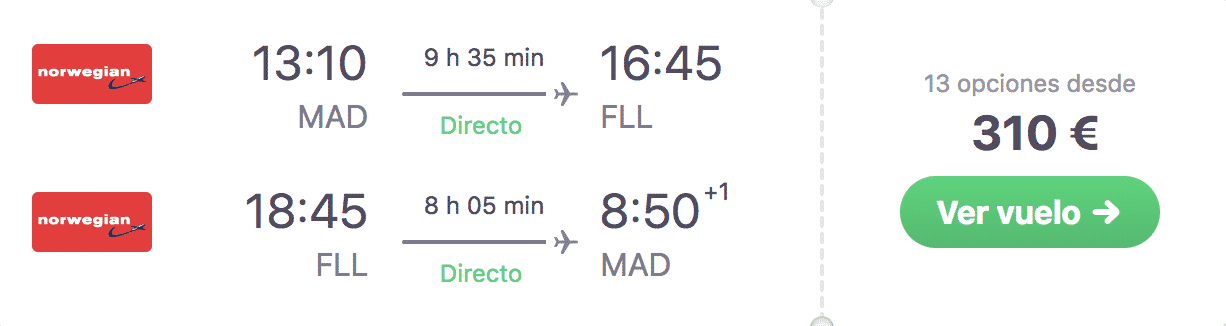 norwegian
13:10 9 h 35 min 16:45
MAD Directo FLL
norwegian
18:45 8 h 05 min 8:50+1
FLL Directo MAD
13 opciones desde
310 €
Ver vuelo →